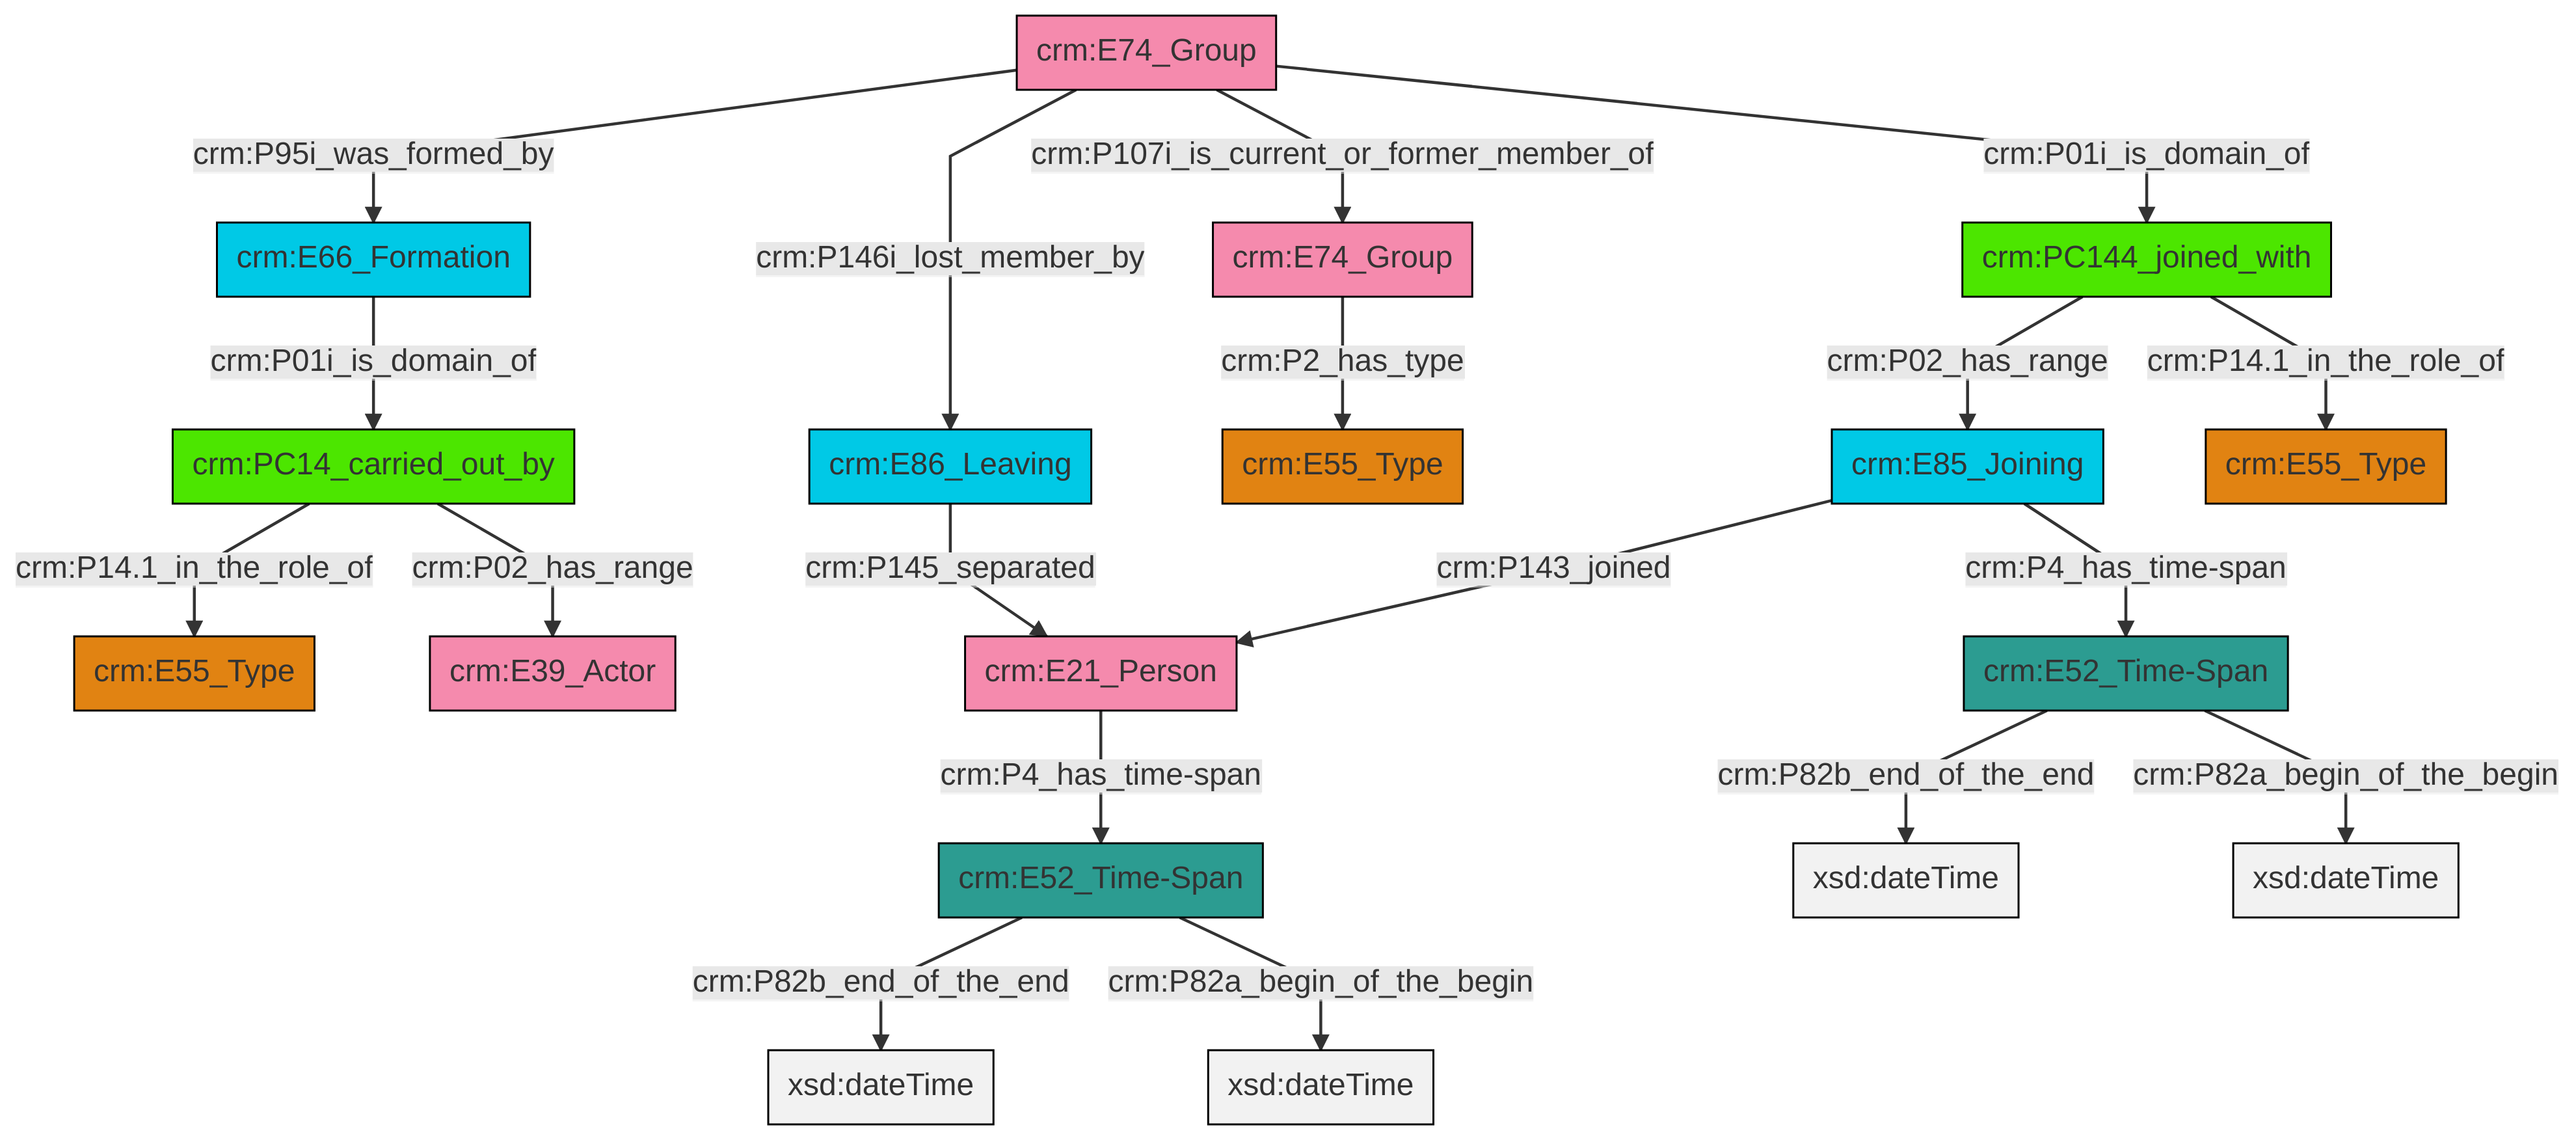 crm:E74_Group
crm:P95i_was_formed_by
crm:P107i_is_current_or_former_member_of
crm:P01i_is_domain_of
crm:E66_Formation
crm:P146i_lost_member_by
crm:E74_Group
crm:PC144_joined_with
crm:P01i_is_domain_of
crm:P2_has_type
crm:P02_has_range
crm:P14.1_in_the_role_of
crm:PC14_carried_out_by
crm:E86_Leaving
crm:E55_Type
crm:E85_Joining
crm:E55_Type
crm:P14.1_in_the_role_of
crm:P02_has_range
crm:P145_separated
crm:P143_joined
crm:P4_has_time-span
crm:E55_Type
crm:E39_Actor
crm:E21_Person
crm:E52_Time-Span
crm:P4_has_time-span
crm:P82b_end_of_the_end
crm:P82a_begin_of_the_begin
crm:E52_Time-Span
xsd:dateTime
xsd:dateTime
crm:P82b_end_of_the_end
crm:P82a_begin_of_the_begin
xsd:dateTime
xsd:dateTime